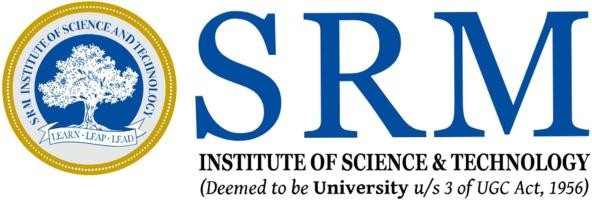 SRM INSTITUTE OF SCIENCE AND TECHNOLOGY
LEARN · LEAP · LEAD
SRM
INSTITUTE OF SCIENCE & TECHNOLOGY
(Deemed to be University u/s 3 of UGC Act, 1956)